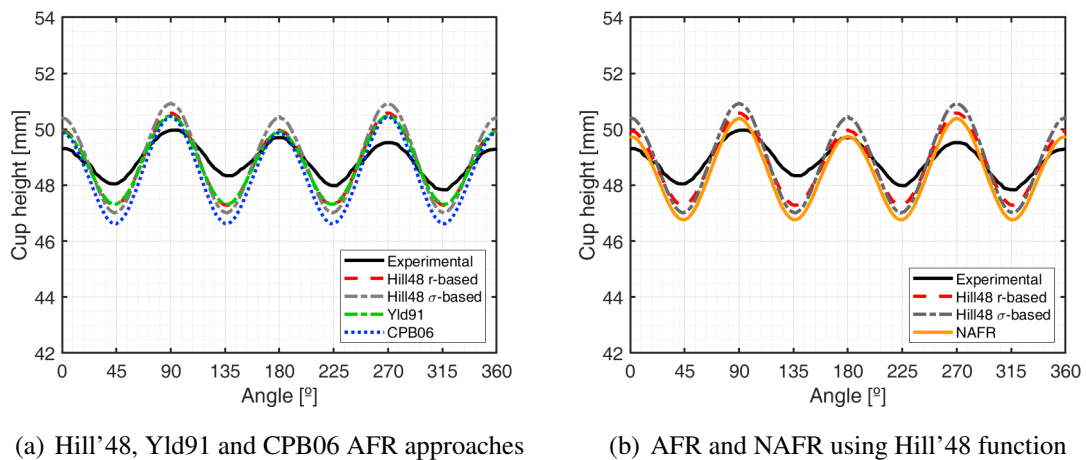 54
52
50
48
46
44
42
Cup height [mm]
0 45 90 135 180 225 270 315 360
Angle [º]
Experimental
Hill48 r-based
Hill48 σ-based
Yld91
CPB06
(a) Hill’48, Yld91 and CPB06 AFR approaches
54
52
50
48
46
44
42
Cup height [mm]
0 45 90 135 180 225 270 315 360
Angle [º]
Experimental
Hill48 r-based
Hill48 σ-based
NAFR
(b) AFR and NAFR using Hill’48 function